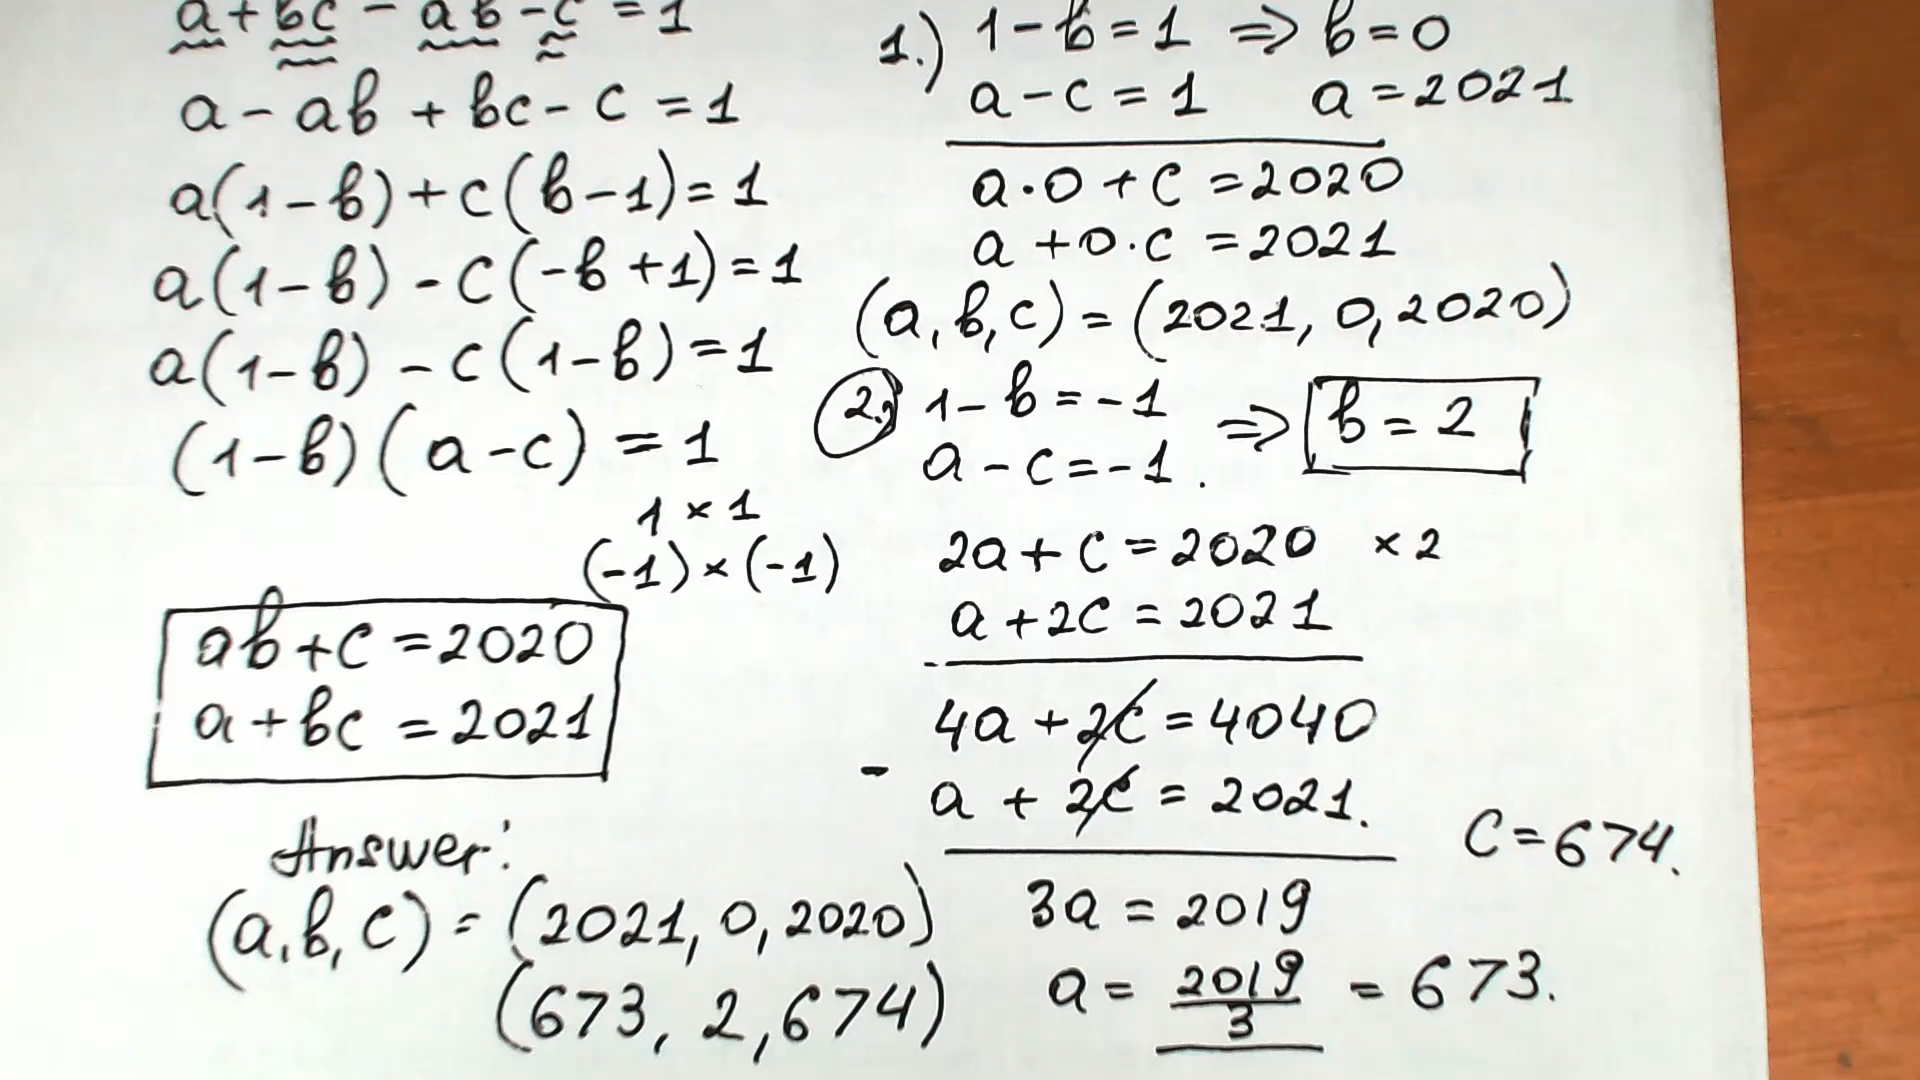 a+bc - ab -c = 1
a - ab + bc - c = 1
a(1-b)+c(b-1)=1
a(1-b)-c(-b+1)=1
a(1-b)-c(1-b)=1
(1-b)(a-c)=1
1×1
(-1)×(-1)
ab+c=2020
a+bc=2021
Answer:
(a,b,c)=(2021,0,2020)
(673,2,674)
1.) 1-b=1 => b=0
a-c=1 a=2021
a·0+c=2020
a+0·c=2021
(a,b,c)=(2021,0,2020)
2.) 1-b=-1
a-c=-1. => b=2
2a+c=2020 ×2
a+2c=2021
4a+2c=4040
-
a+2c=2021.
c=674.
3a=2019
a=2019/3=673.